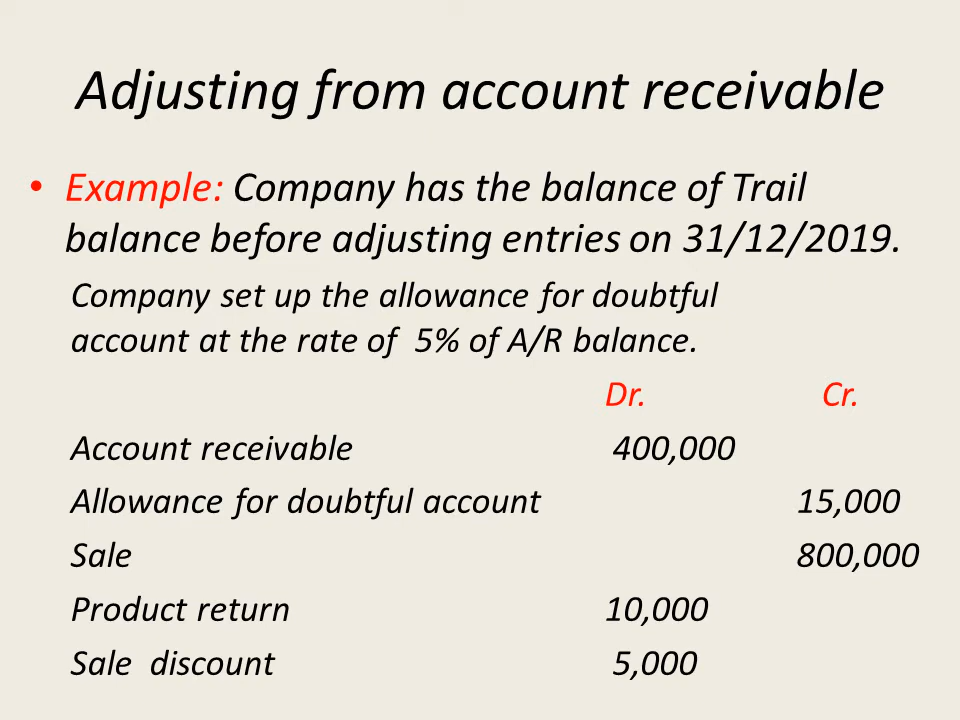 Adjusting from account receivable
• Example: Company has the balance of Trail
balance before adjusting entries on 31/12/2019.
Company set up the allowance for doubtful
account at the rate of 5% of A/R balance.
Dr. Cr.
Account receivable 400,000
Allowance for doubtful account 15,000
Sale 800,000
Product return 10,000
Sale discount 5,000